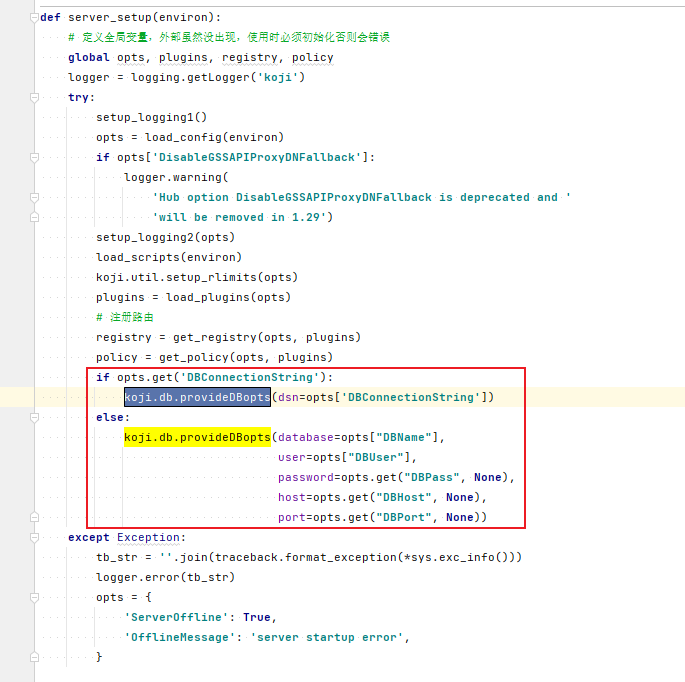 def server_setup(environ):
    # 定义全局变量，外部虽然没出现，使用时必须初始化否则会错误
    global opts, plugins, registry, policy
    logger = logging.getLogger('koji')
    try:
        setup_logging1()
        opts = load_config(environ)
        if opts['DisableGSSAPIProxyDNFallback']:
            logger.warning(
                'Hub option DisableGSSAPIProxyDNFallback is deprecated and '
                'will be removed in 1.29')
        setup_logging2(opts)
        load_scripts(environ)
        koji.util.setup_rlimits(opts)
        plugins = load_plugins(opts)
        # 注册路由
        registry = get_registry(opts, plugins)
        policy = get_policy(opts, plugins)
        if opts.get('DBConnectionString'):
            koji.db.provideDBopts(dsn=opts['DBConnectionString'])
        else:
            koji.db.provideDBopts(database=opts["DBName"],
                                  user=opts["DBUser"],
                                  password=opts.get("DBPass", None),
                                  host=opts.get("DBHost", None),
                                  port=opts.get("DBPort", None))
    except Exception:
        tb_str = ''.join(traceback.format_exception(*sys.exc_info()))
        logger.error(tb_str)
        opts = {
            'ServerOffline': True,
            'OfflineMessage': 'server startup error',
        }